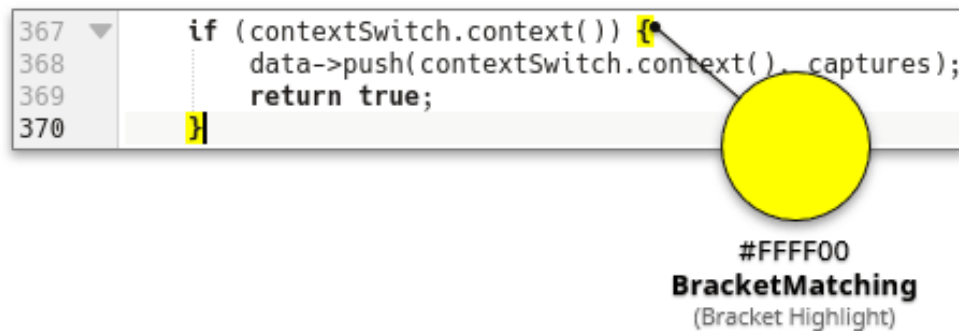 367 if (contextSwitch.context()) {
368 data->push(contextSwitch.context(), captures);
369 return true;
370 }
#FFFF00
BracketMatching
(Bracket Highlight)